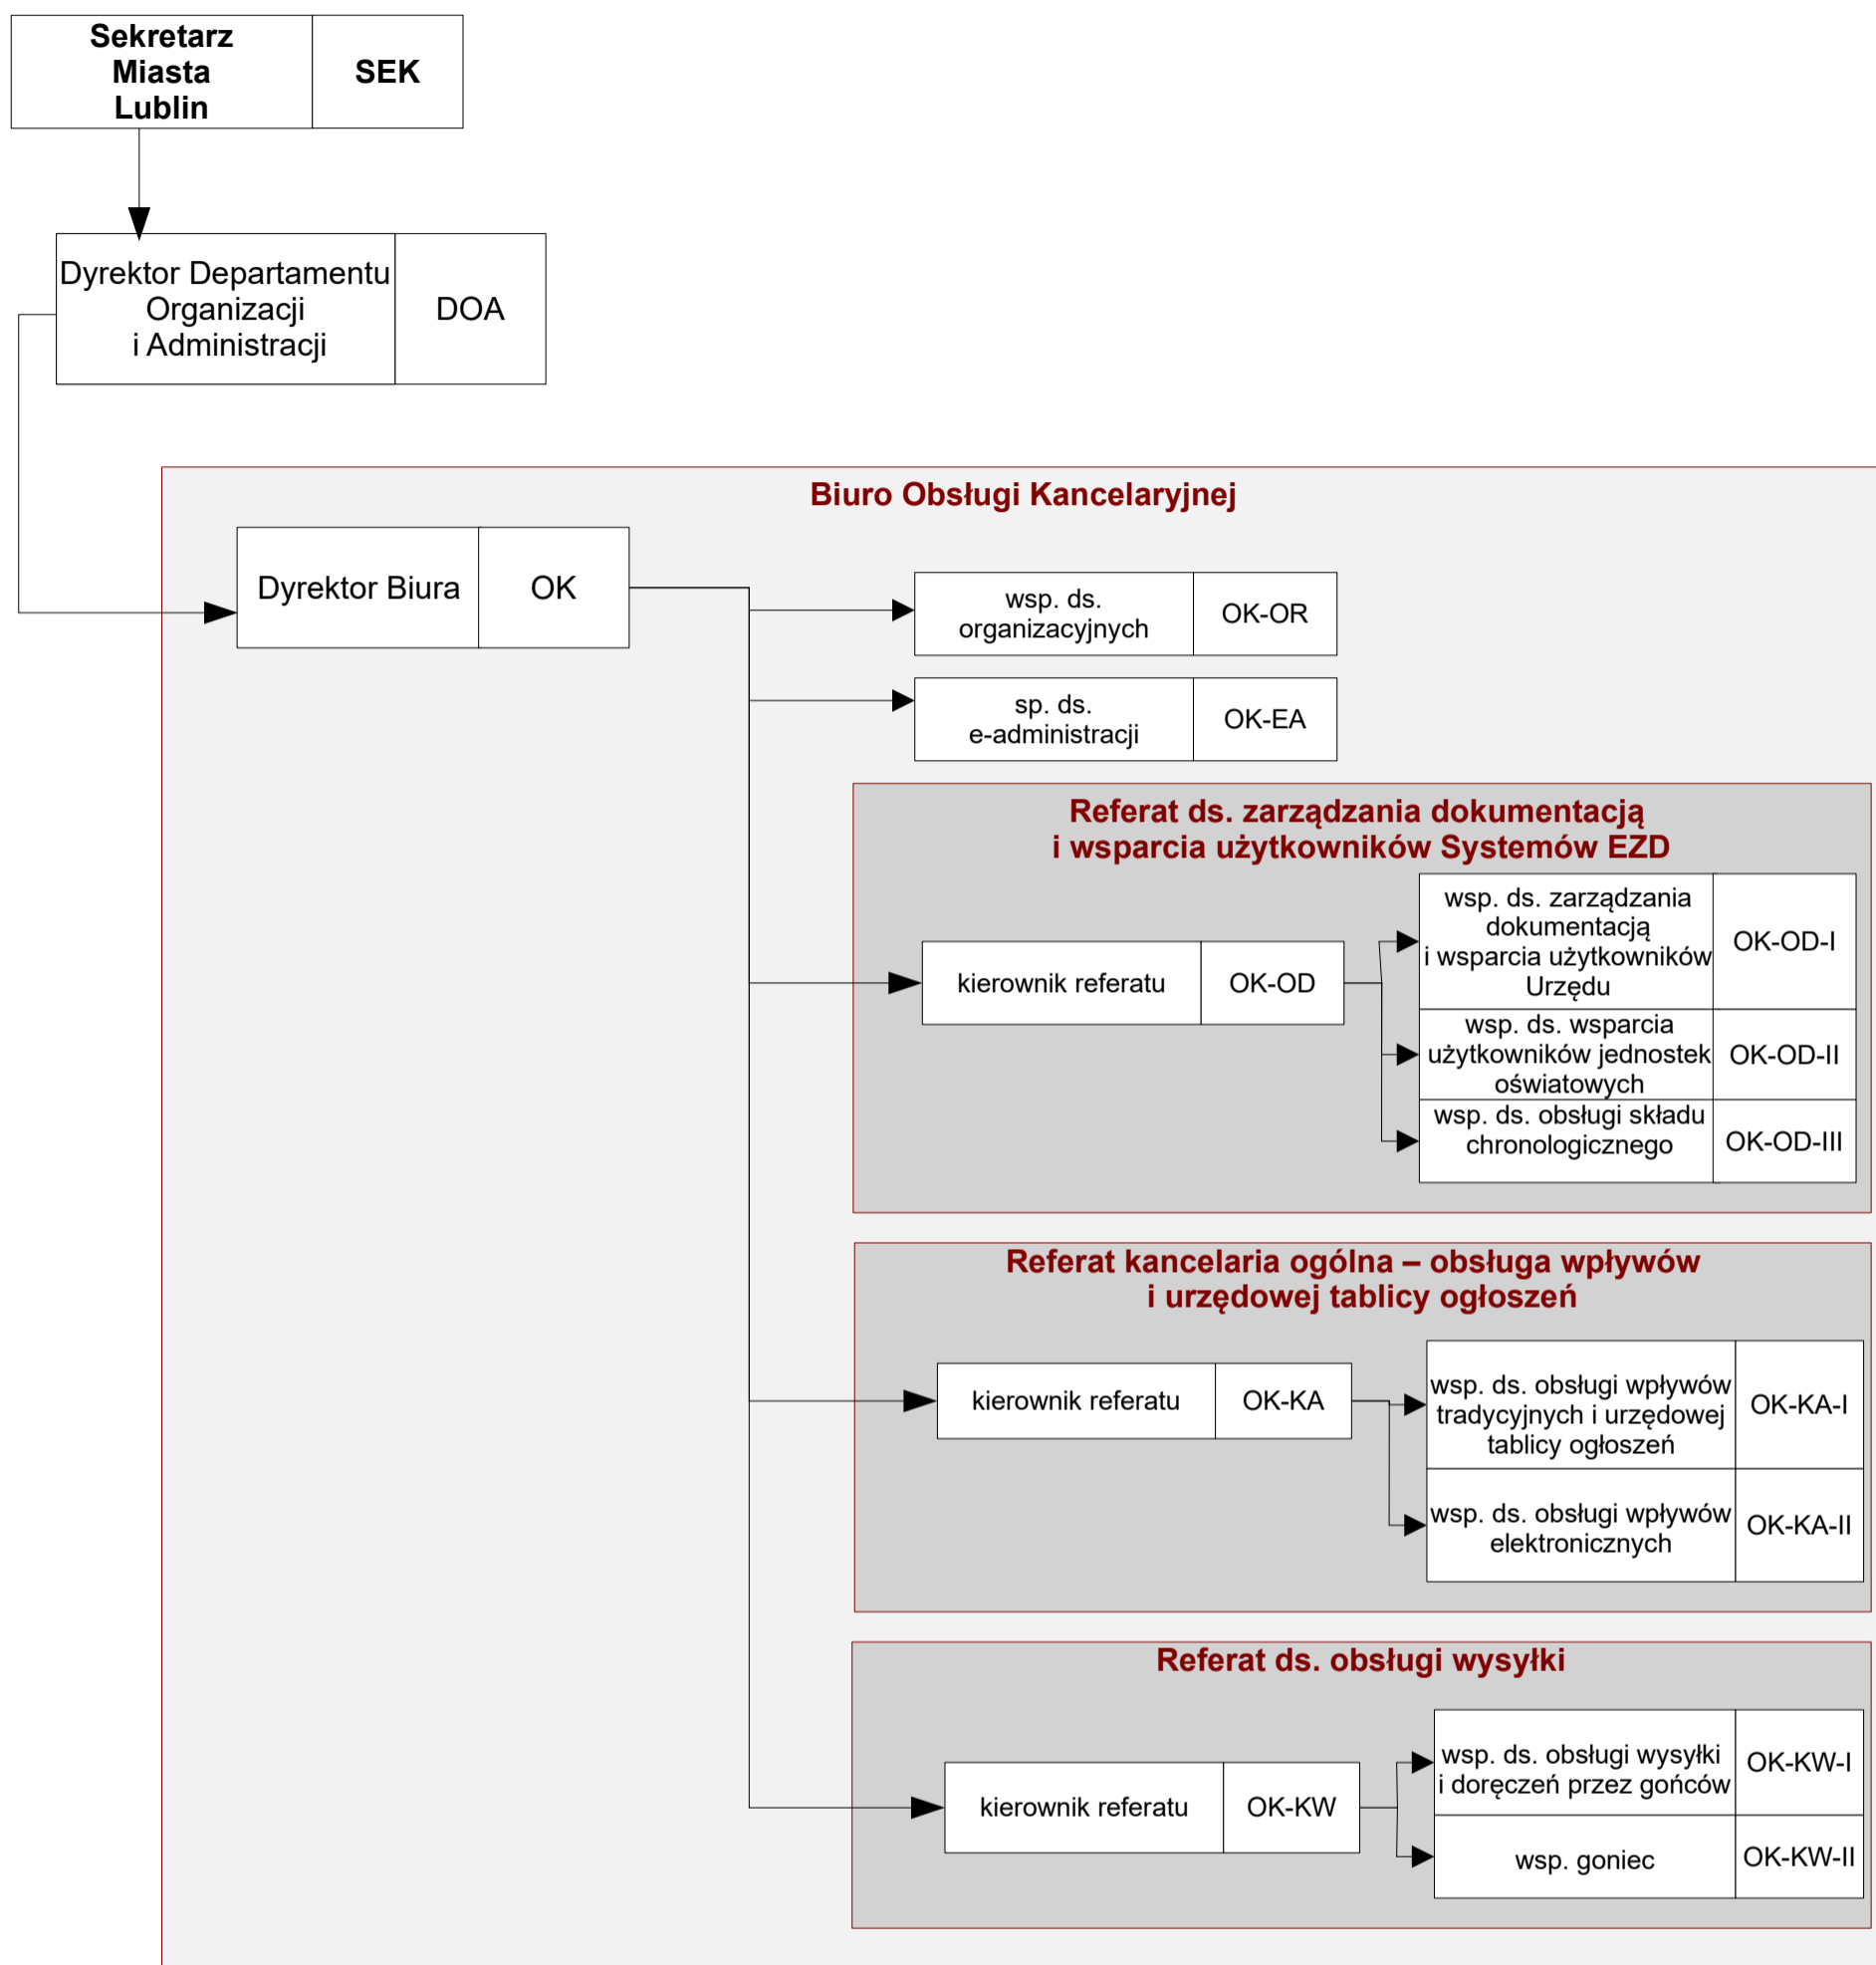 Sekretarz
Miasta
Lublin
SEK
Dyrektor Departamentu
Organizacji
i Administracji
DOA
Biuro Obsługi Kancelaryjnej
Dyrektor Biura
OK
wsp. ds.
organizacyjnych
OK-OR
sp. ds.
e-administracji
OK-EA
Referat ds. zarządzania dokumentacją
i wsparcia użytkowników Systemów EZD
kierownik referatu
OK-OD
wsp. ds. zarządzania
dokumentacją
i wsparcia użytkowników
Urzędu
OK-OD-I
wsp. ds. wsparcia
użytkowników jednostek
oświatowych
OK-OD-II
wsp. ds. obsługi składu
chronologicznego
OK-OD-III
Referat kancelaria ogólna – obsługa wpływów
i urzędowej tablicy ogłoszeń
kierownik referatu
OK-KA
wsp. ds. obsługi wpływów
tradycyjnych i urzędowej
tablicy ogłoszeń
OK-KA-I
wsp. ds. obsługi wpływów
elektronicznych
OK-KA-II
Referat ds. obsługi wysyłki
kierownik referatu
OK-KW
wsp. ds. obsługi wysyłki
i doręczeń przez gońców
OK-KW-I
wsp. goniec
OK-KW-II